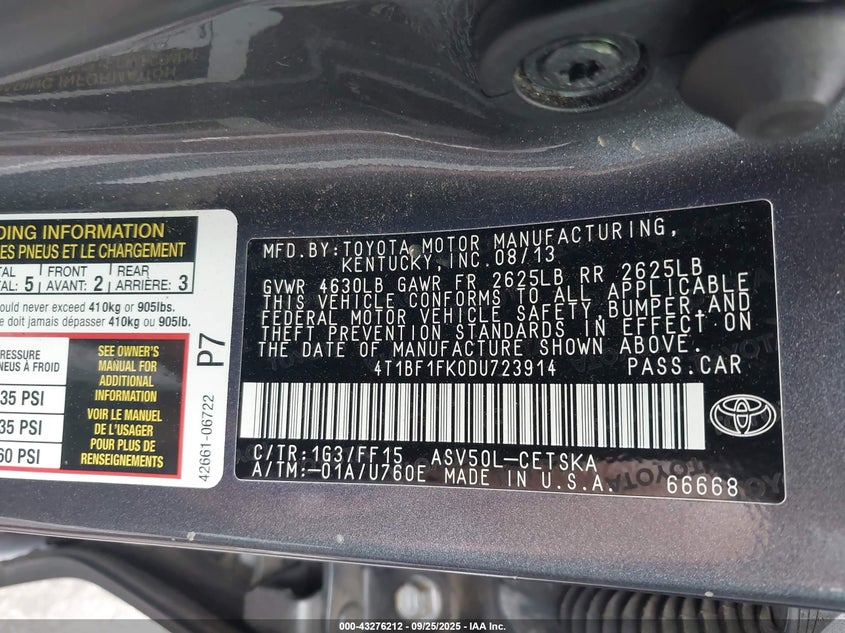 DING INFORMATION
ES PNEUS ET LE CHARGEMENT
TAL FRONT REAR
AL: 5 AVANT: 2 ARRIÈRE: 3
ould never exceed 410kg or 905lbs.
e doit jamais dépasser 410kg ou 905lb.
RESSURE
NEUS À FROID
35 PSI
35 PSI
60 PSI
SEE OWNER'S
MANUAL FOR
ADDITIONAL
INFORMATION
VOIR LE MANUEL
DE L'USAGER
POUR PLUS DE
RENSEIGNEMENTS
P7
42661-06722
MFD.BY:TOYOTA MOTOR MANUFACTURING,
KENTUCKY,INC.08/13
GVWR 4630LB GAWR FR 2625LB RR 2625LB
THIS VEHICLE CONFORMS TO ALL APPLICABLE
FEDERAL MOTOR VEHICLE SAFETY,BUMPER,AND
THEFT PREVENTION STANDARDS IN EFFECT ON
THE DATE OF MANUFACTURE SHOWN ABOVE.
4T1BF1FK0DU723914 PASS.CAR
C/TR:1G3/FF15 ASV50L-CETSKA
A/TM:-01A/U760E MADE IN U.S.A.
66668
000-43276212 - 09/25/2025 - IAA Inc.